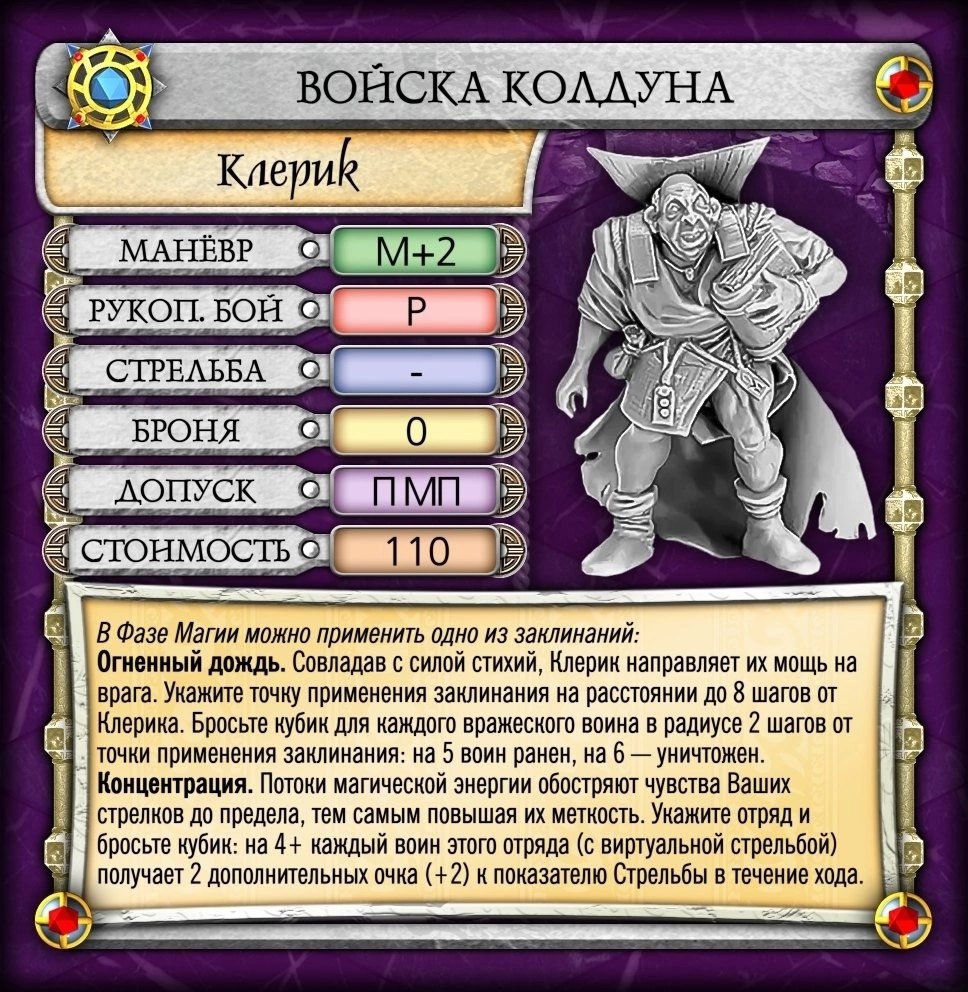 ВОЙСКА КОЛДУНА
Клерик
МАНЁВР М+2
РУКОП. БОЙ Р
СТРЕЛЬБА -
БРОНЯ 0
ДОПУСК П МП
СТОИМОСТЬ 110
В Фазе Магии можно применить одно из заклинаний:
Огненный дождь. Совладав с силой стихий, Клерик направляет их мощь на
врага. Укажите точку применения заклинания на расстоянии до 8 шагов от
Клерика. Бросьте кубик для каждого вражеского воина в радиусе 2 шагов от
точки применения заклинания: на 5 воин ранен, на 6 — уничтожен.
Концентрация. Потоки магической энергии обостряют чувства Ваших
стрелков до предела, тем самым повышая их меткость. Укажите отряд и
бросьте кубик: на 4+ каждый воин этого отряда (с виртуальной стрельбой)
получает 2 дополнительных очка (+2) к показателю Стрельбы в течение хода.